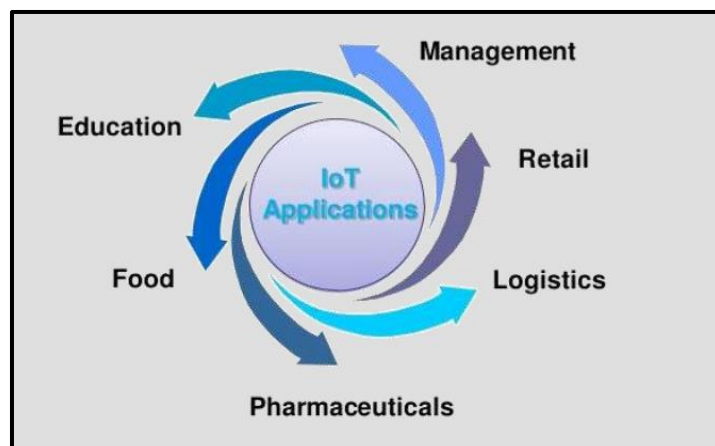 Management
Education
Retail
IoT
Applications
Food
Logistics
Pharmaceuticals